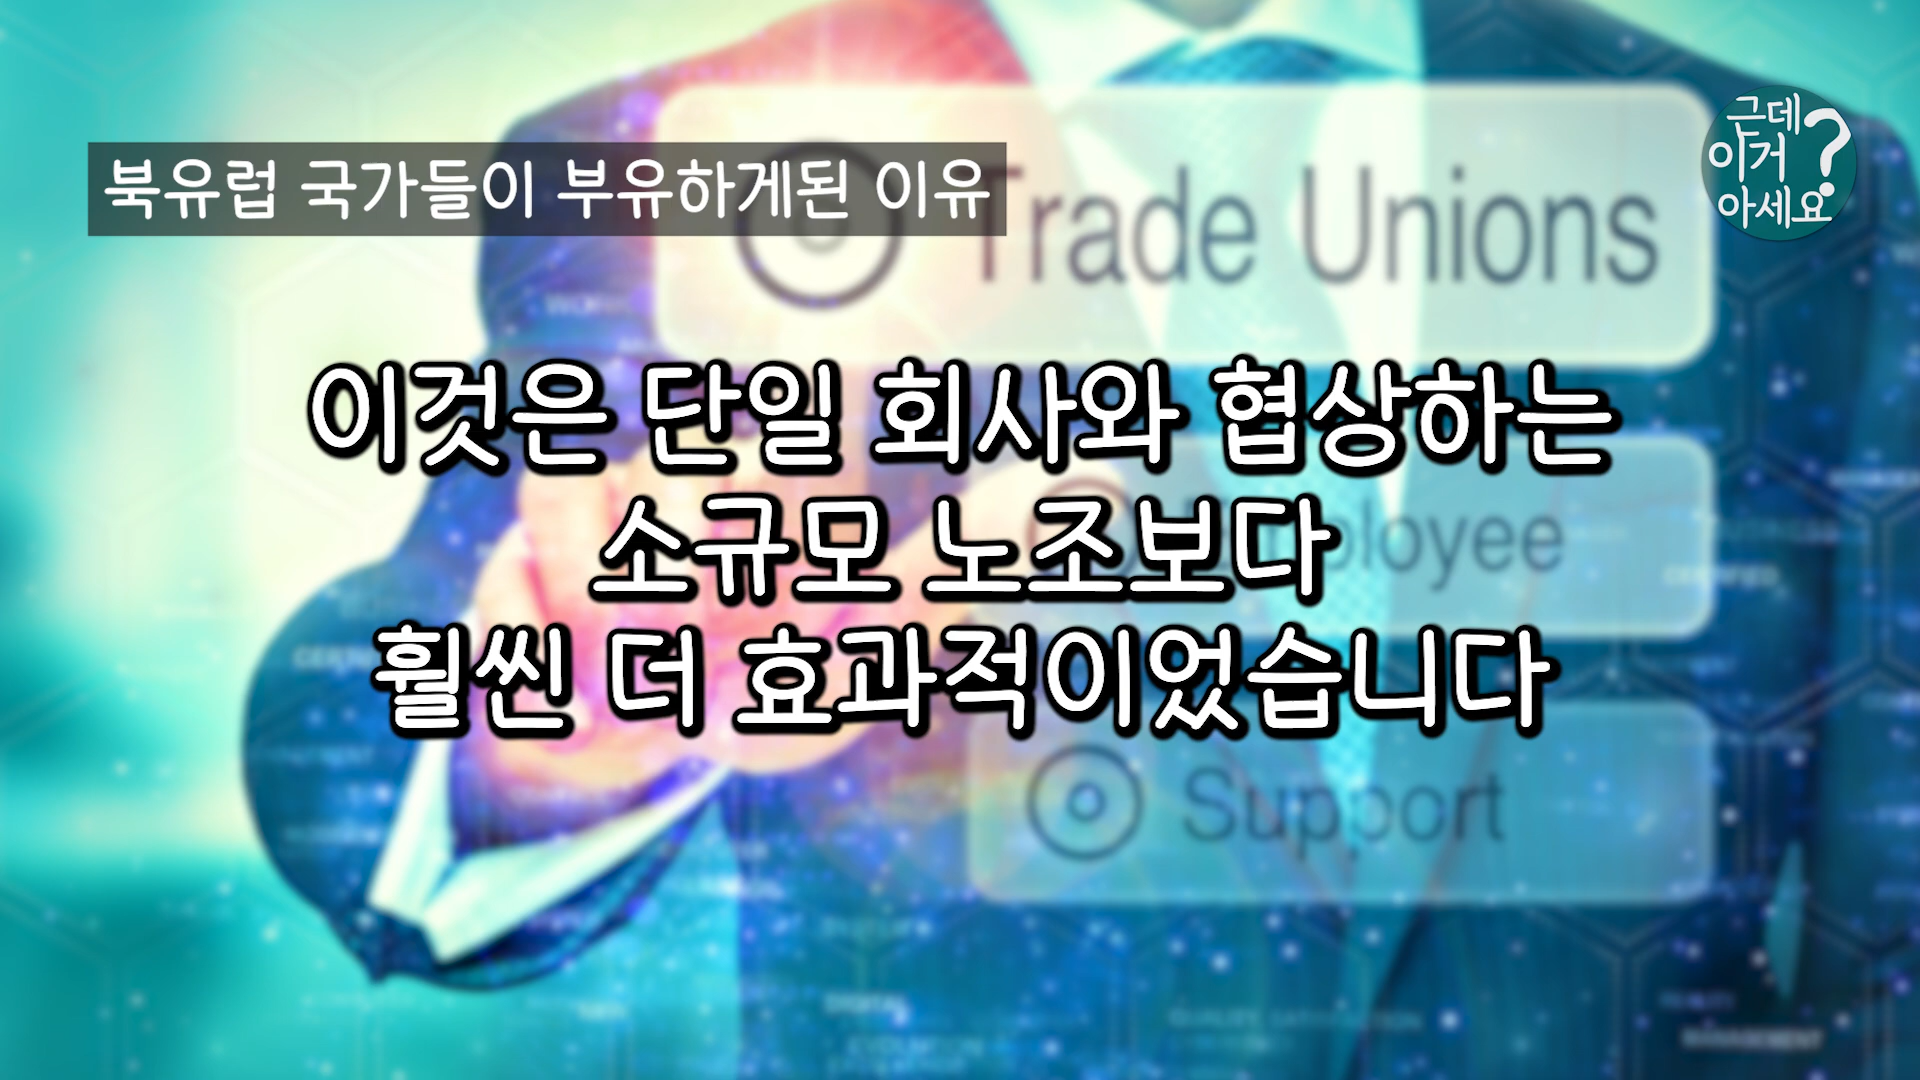 북유럽 국가들이 부유하게된 이유
근데
이거?
아세요
Trade Unions
이것은 단일 회사와 협상하는
소규모 노조보다
훨씬 더 효과적이었습니다
Support